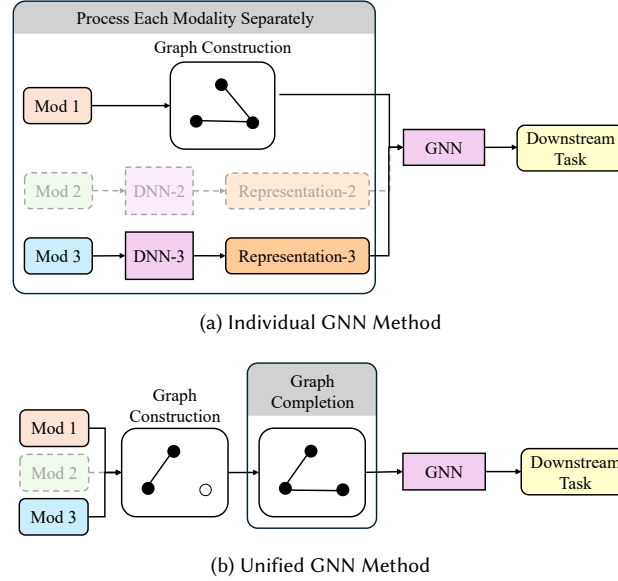 Process Each Modality Separately
Graph Construction
Mod 1
GNN
Downstream
Task
Mod 2
DNN-2
Representation-2
Mod 3
DNN-3
Representation-3
(a) Individual GNN Method
Graph
Completion
Graph
Construction
Mod 1
Mod 2
Mod 3
GNN
Downstream
Task
(b) Unified GNN Method